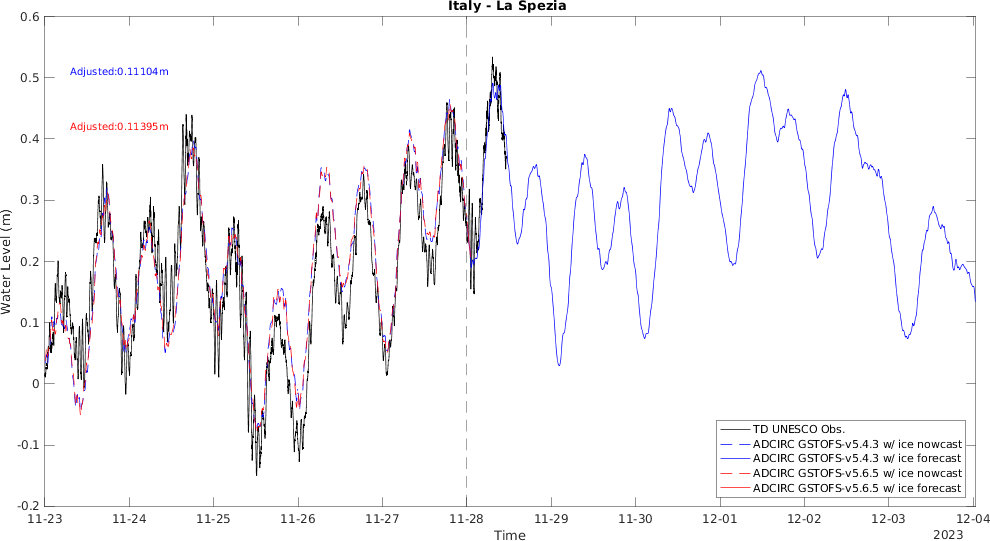 Italy - La Spezia
0.6
0.5
0.4
0.3
0.2
0.1
0
-0.1
-0.2
Water Level (m)
Adjusted:0.11104m
Adjusted:0.11395m
TD UNESCO Obs.
ADCIRC GSTOFS-v5.4.3 w/ ice nowcast
ADCIRC GSTOFS-v5.4.3 w/ ice forecast
ADCIRC GSTOFS-v5.6.5 w/ ice nowcast
ADCIRC GSTOFS-v5.6.5 w/ ice forecast
11-23 11-24 11-25 11-26 11-27 11-28 11-29 11-30 12-01 12-02 12-03 12-04
Time
2023